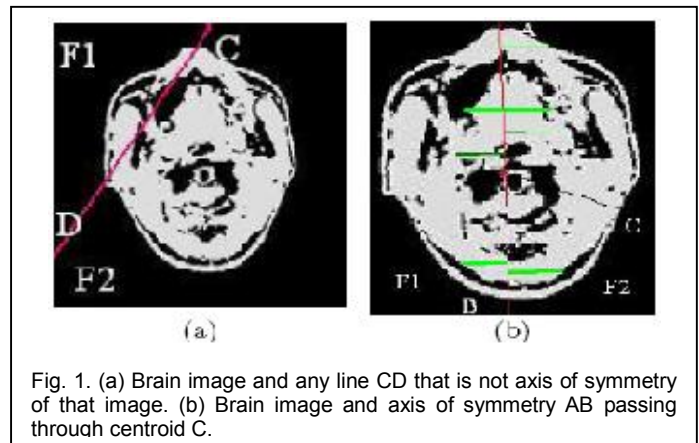 F1
C
D
F2
A
C
F1
F2
B
(a)
(b)
Fig. 1. (a) Brain image and any line CD that is not axis of symmetry
of that image. (b) Brain image and axis of symmetry AB passing
through centroid C.